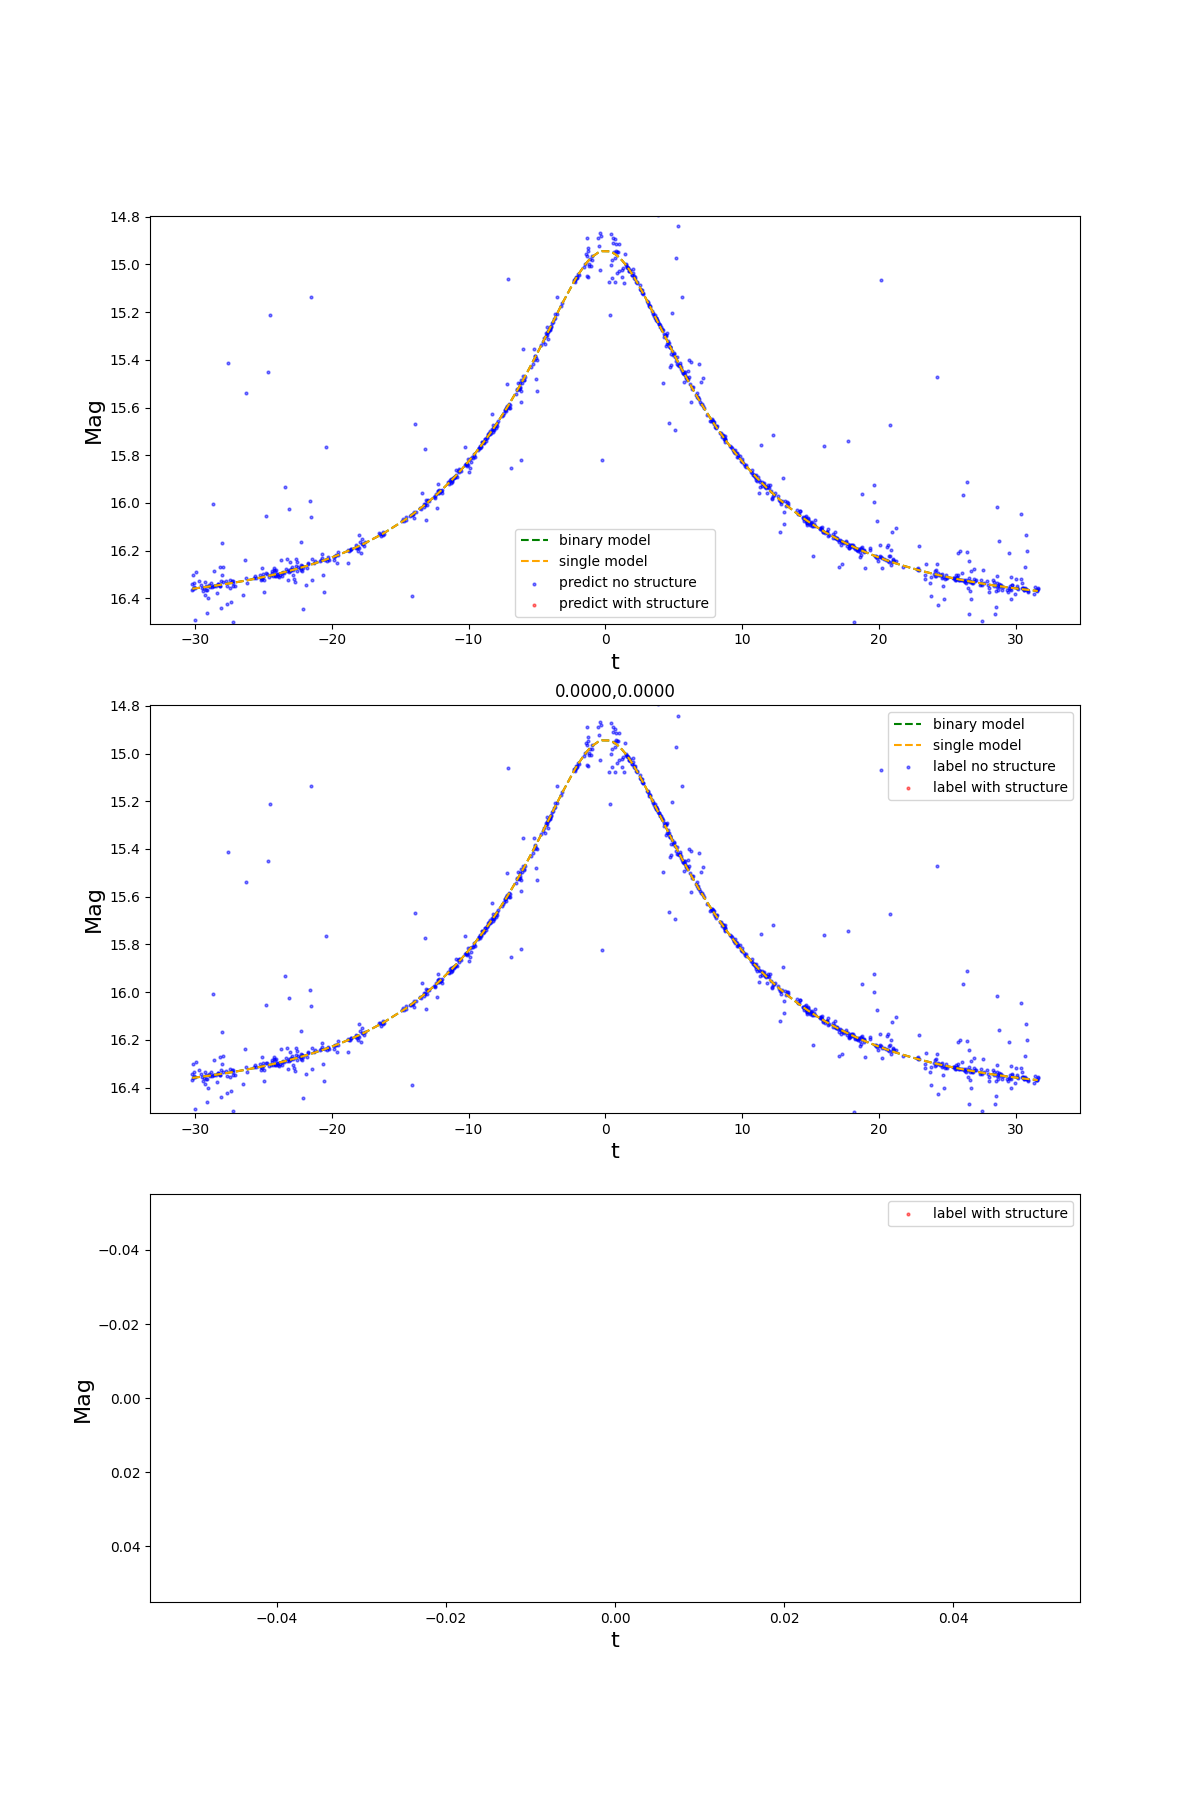 14.8
15.0
15.2
15.4
15.6
15.8
16.0
16.2
16.4
Mag
binary model
single model
predict no structure
predict with structure
−30 −20 −10 0 10 20 30
t
0.0000,0.0000
14.8
15.0
15.2
15.4
15.6
15.8
16.0
16.2
16.4
Mag
binary model
single model
label no structure
label with structure
−30 −20 −10 0 10 20 30
t
label with structure
−0.04
−0.02
0.00
0.02
0.04
Mag
−0.04 −0.02 0.00 0.02 0.04
t